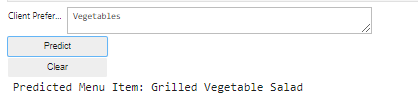 Client Prefer... Vegetables
Predict
Clear
Predicted Menu Item: Grilled Vegetable Salad